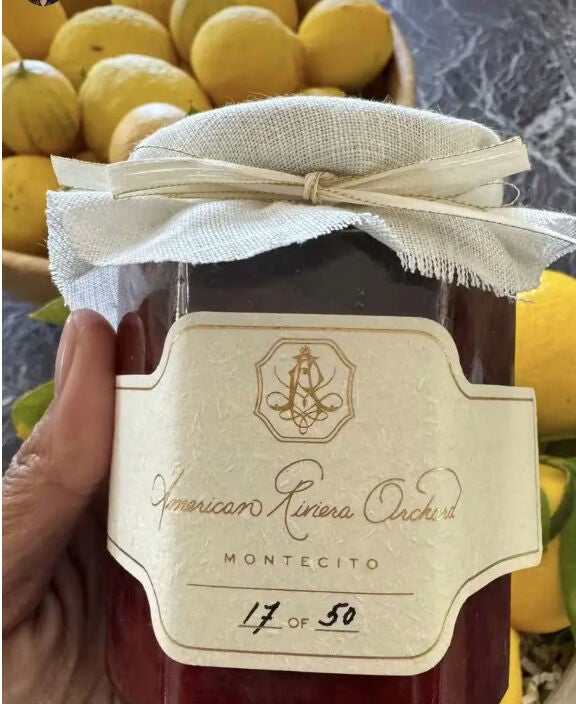 American Riviera Orchard
MONTECITO
17 OF 50